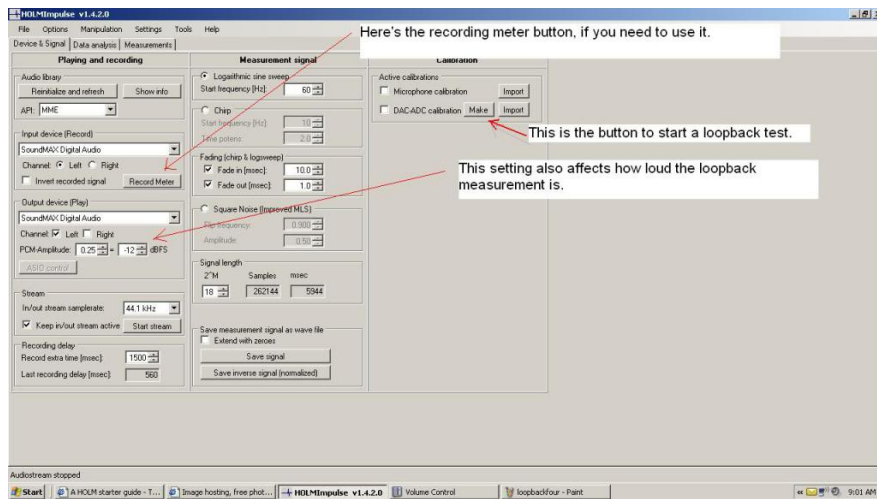 HOLMImpulse v1.4.2.0
File Options Manipulation Settings Tools Help
Device & Signal Data analysis Measurements
Here's the recording meter button, if you need to use it.
Playing and recording
Audio library
Reinitialize and refresh Show info
API: MME
Input device (Record)
SoundMAX Digital Audio
Channel: Left Right
Invert recorded signal Record Meter
Output device (Play)
SoundMAX Digital Audio
Channel: Left Right
PCM-Amplitude: 0.25 = -12 dBFS
ASIO control
Stream
In/out stream samplerate: 44.1 kHz
Keep in/out stream active Start stream
Recording delay
Record extra time [msec]: 1500
Last recording delay [msec]: 560
Measurement signal
Logarithmic sine sweep
Start frequency [Hz]: 60
Chirp
Start frequency [Hz]: 10
Time potens: 2.0
Fading (chirp & logsweep)
Fade in [msec]: 10.0
Fade out [msec]: 1.0
Square Noise (Improved MLS)
Flip frequency: 0.900
Amplitude: 0.50
Signal length
2^M Samples msec
18 262144 5944
Save measurement signal as wave file
Extend with zeroes
Save signal
Save inverse signal (normalized)
Calibration
Active calibrations
Microphone calibration Import
DAC-ADC calibration Make Import
This is the button to start a loopback test.
This setting also affects how loud the loopback
measurement is.
Audiostream stopped
Start A HOLM starter guide - T... Image hosting, free phot... HOLMImpulse v1.4.2.0 Volume Control loopbackfour - Paint 9:01 AM